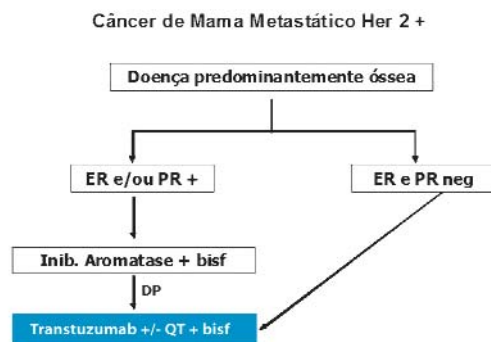 Câncer de Mama Metastático Her 2 +
Doença predominantemente óssea
ER e/ou PR +
ER e PR neg
Inib. Aromatase + bisf
DP
Transtuzumab +/- QT + bisf